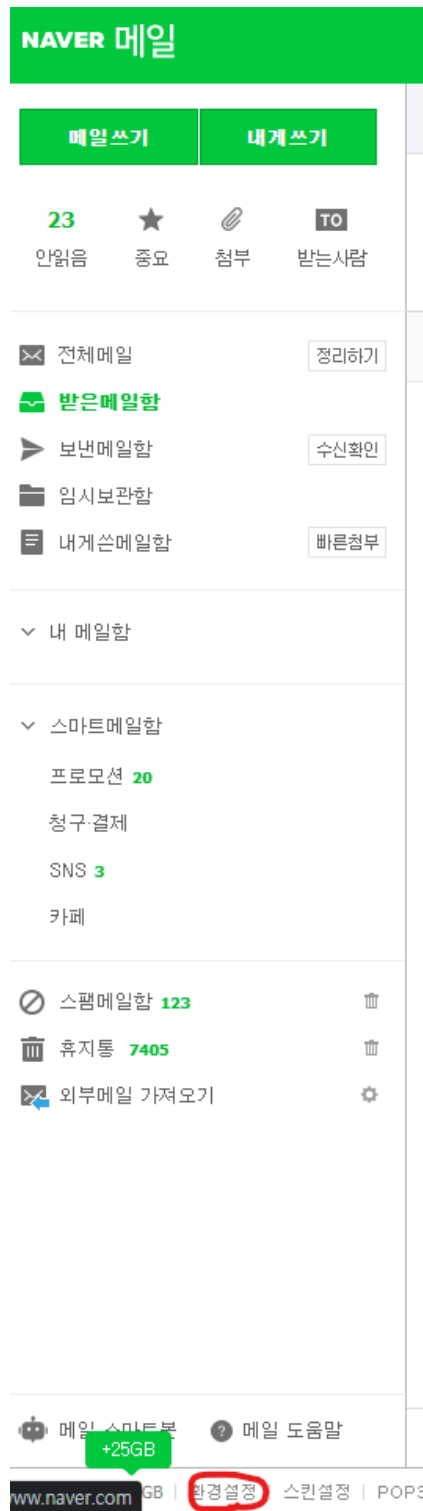 NAVER 메일
메일쓰기 내게쓰기
23
TO
안읽음 중요 첨부 받는사람
전체메일 정리하기
받은메일함
보낸메일함 수신확인
임시보관함
내게쓴메일함 빠른첨부
내 메일함
스마트메일함
프로모션 20
청구·결제
SNS 3
카페
스팸메일함 123
휴지통 7405
외부메일 가져오기
메일 스마트봇 ? 메일 도움말
+25GB
www.naver.com GB | 환경설정 | 스킨설정 | POP3